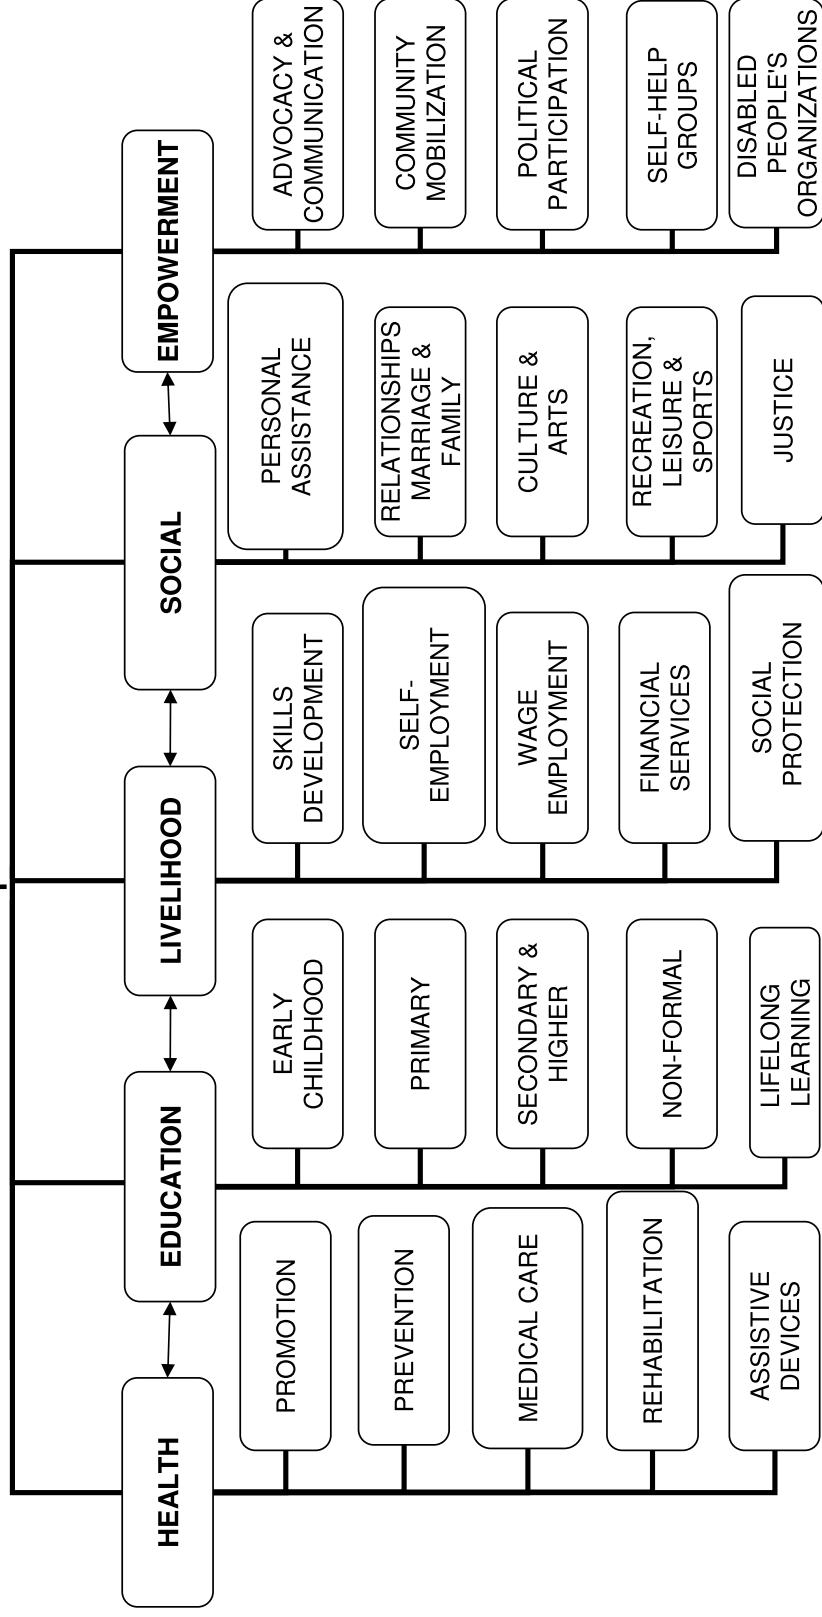 HEALTH
PROMOTION
PREVENTION
MEDICAL CARE
REHABILITATION
ASSISTIVE
DEVICES
EDUCATION
EARLY
CHILDHOOD
PRIMARY
SECONDARY &
HIGHER
NON-FORMAL
LIFELONG
LEARNING
LIVELIHOOD
SKILLS
DEVELOPMENT
SELF-
EMPLOYMENT
WAGE
EMPLOYMENT
FINANCIAL
SERVICES
SOCIAL
PROTECTION
SOCIAL
PERSONAL
ASSISTANCE
RELATIONSHIPS
MARRIAGE &
FAMILY
CULTURE &
ARTS
RECREATION,
LEISURE &
SPORTS
JUSTICE
EMPOWERMENT
ADVOCACY &
COMMUNICATION
COMMUNITY
MOBILIZATION
POLITICAL
PARTICIPATION
SELF-HELP
GROUPS
DISABLED
PEOPLE'S
ORGANIZATIONS